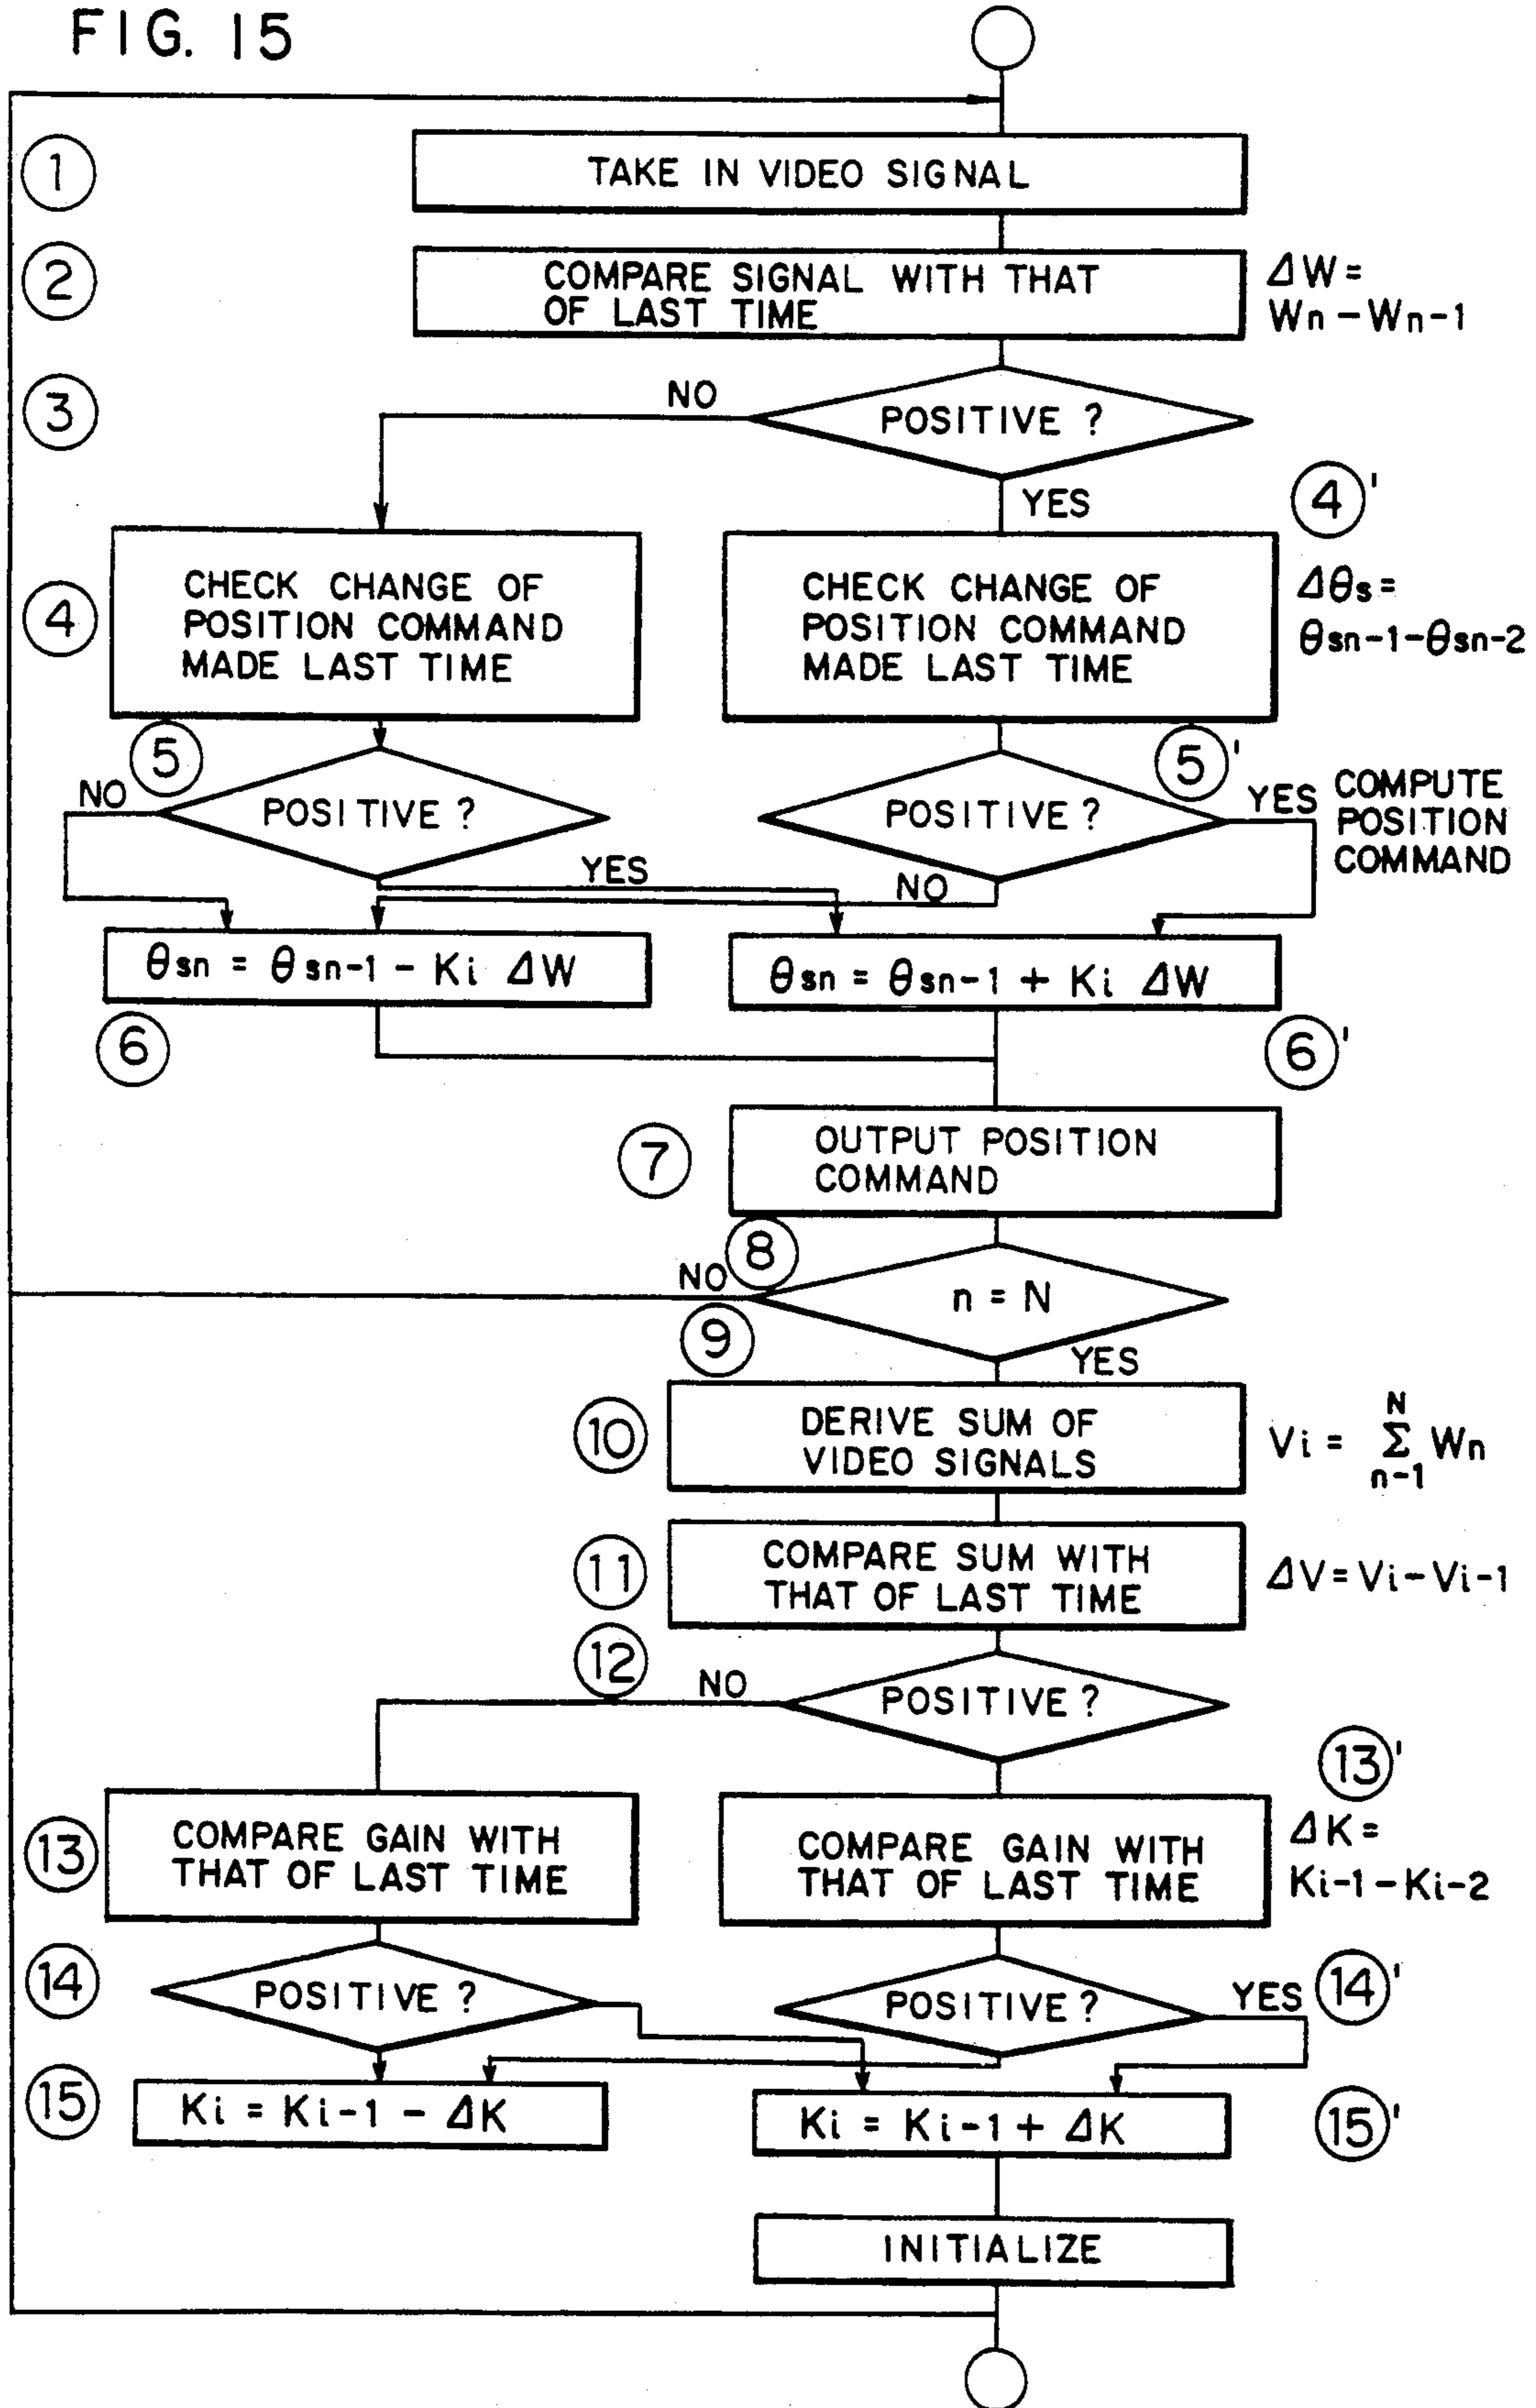 FIG. 15
① TAKE IN VIDEO SIGNAL
② COMPARE SIGNAL WITH THAT
OF LAST TIME
ΔW =
Wn - Wn-1
③ POSITIVE ?
NO
YES
④ CHECK CHANGE OF
POSITION COMMAND
MADE LAST TIME
④'
CHECK CHANGE OF
POSITION COMMAND
MADE LAST TIME
Δθs =
θsn-1-θsn-2
⑤ POSITIVE ?
NO
YES
⑤' POSITIVE ?
NO
YES
COMPUTE
POSITION
COMMAND
θsn = θsn-1 - Ki ΔW
⑥
θsn = θsn-1 + Ki ΔW
⑥'
⑦ OUTPUT POSITION
COMMAND
⑧
NO
n = N
⑨
YES
⑩ DERIVE SUM OF
VIDEO SIGNALS
N
Vi = Σ Wn
n-1
⑪ COMPARE SUM WITH
THAT OF LAST TIME
ΔV = Vi - Vi-1
⑫ NO
POSITIVE ?
⑬ COMPARE GAIN WITH
THAT OF LAST TIME
⑬'
COMPARE GAIN WITH
THAT OF LAST TIME
ΔK =
Ki-1 - Ki-2
⑭ POSITIVE ?
POSITIVE ?
YES ⑭'
⑮ Ki = Ki-1 - ΔK
Ki = Ki-1 + ΔK
⑮'
INITIALIZE